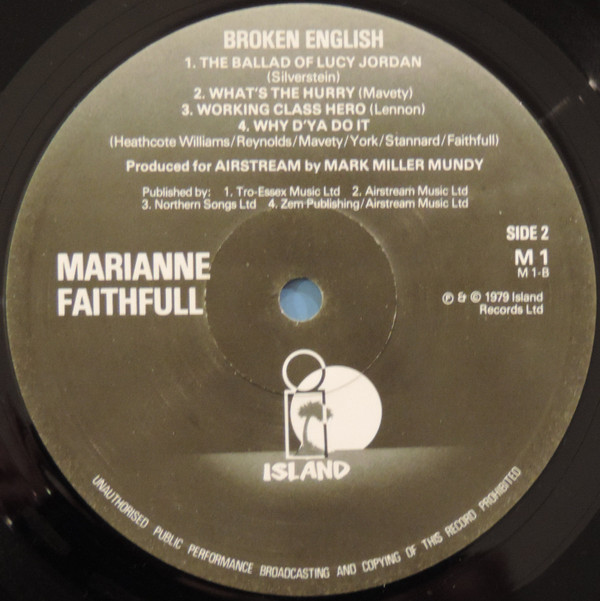 BROKEN ENGLISH
1. THE BALLAD OF LUCY JORDAN
(Silverstein)
2. WHAT'S THE HURRY (Mavety)
3. WORKING CLASS HERO (Lennon)
4. WHY D'YA DO IT
(Heathcote Williams/Reynolds/Mavety/York/Stannard/Faithfull)
Produced for AIRSTREAM by MARK MILLER MUNDY
Published by: 1. Tro-Essex Music Ltd 2. Airstream Music Ltd
3. Northern Songs Ltd 4. Zem Publishing/Airstream Music Ltd
SIDE 2
M 1
M 1-B
MARIANNE
FAITHFULL
℗ & © 1979 Island
Records Ltd
ISLAND
UNAUTHORISED PUBLIC PERFORMANCE BROADCASTING AND COPYING OF THIS RECORD PROHIBITED